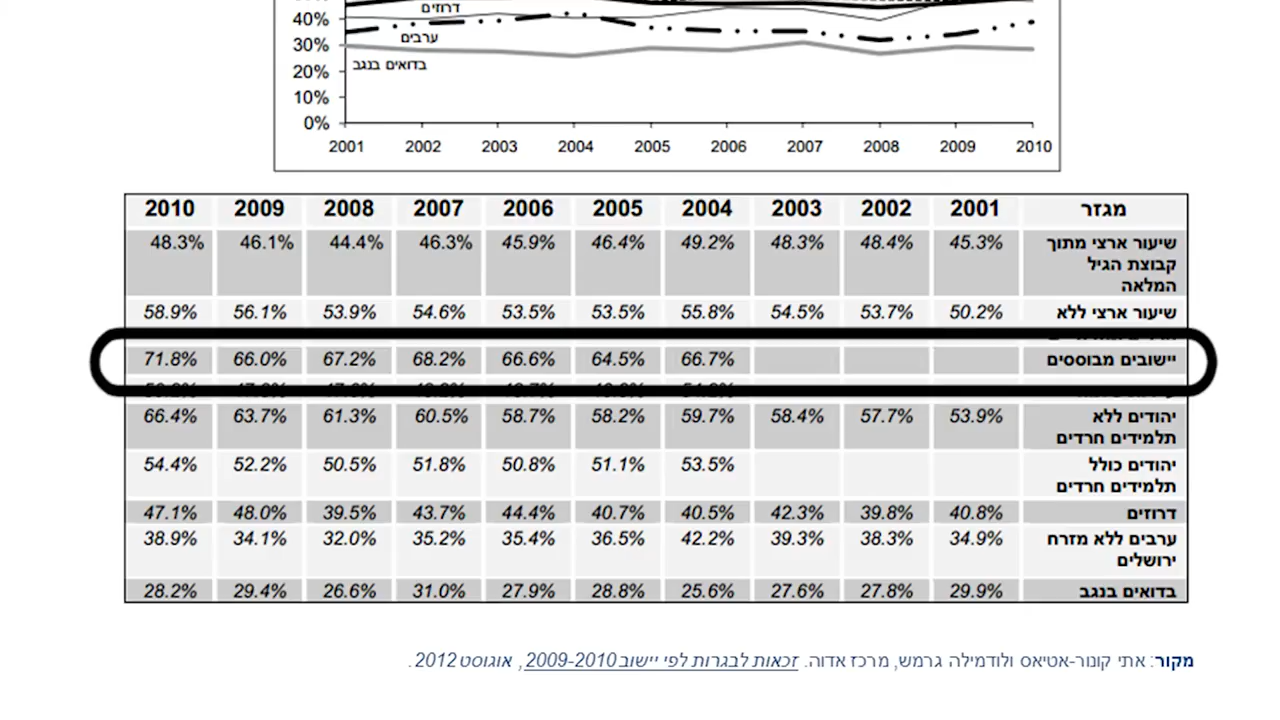 40%
דרוזים
30%
ערבים
20%
בדואים בנגב
10%
0%
2001 2002 2003 2004 2005 2006 2007 2008 2009 2010
מגזר 2001 2002 2003 2004 2005 2006 2007 2008 2009 2010
שיעור ארצי מתוך 45.3% 48.4% 48.3% 49.2% 46.4% 45.9% 46.3% 44.4% 46.1% 48.3%
קבוצת הגיל
המלאה
שיעור ארצי ללא 50.2% 53.7% 54.5% 55.8% 53.5% 53.5% 54.6% 53.9% 56.1% 58.9%
יישובים מבוססים 66.7% 64.5% 66.6% 68.2% 67.2% 66.0% 71.8%
יהודים ללא 53.9% 57.7% 58.4% 59.7% 58.2% 58.7% 60.5% 61.3% 63.7% 66.4%
תלמידים חרדים
יהודים כולל 53.5% 51.1% 50.8% 51.8% 50.5% 52.2% 54.4%
תלמידים חרדים
דרוזים 40.8% 39.8% 42.3% 40.5% 40.7% 44.4% 43.7% 39.5% 48.0% 47.1%
ערבים ללא מזרח 34.9% 38.3% 39.3% 42.2% 36.5% 35.4% 35.2% 32.0% 34.1% 38.9%
ירושלים
בדואים בנגב 29.9% 27.8% 27.6% 25.6% 28.8% 27.9% 31.0% 26.6% 29.4% 28.2%
מקור: אתי קונור-אטיאס ולודמילה גרמש, מרכז אדוה. זכאות לבגרות לפי יישוב 2009-2010, אוגוסט 2012.